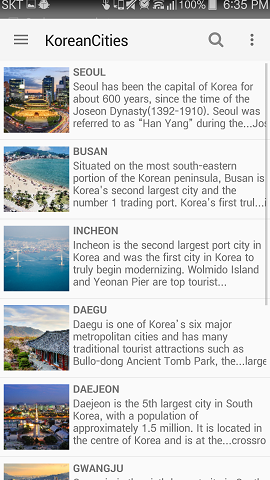 SKT 100% 6:35 PM
KoreanCities
SEOUL
Seoul has been the capital of Korea for
about 600 years, since the time of the
Joseon Dynasty(1392-1910). Seoul was
referred to as “Han Yang” during the...Jos
BUSAN
Situated on the most south-eastern
portion of the Korean peninsula, Busan is
Korea's second largest city and the
number 1 trading port. Korea's first trul...i
INCHEON
Incheon is the second largest port city in
Korea and was the first city in Korea to
truly begin modernizing. Wolmido Island
and Yeonan Pier are top tourist...
DAEGU
Daegu is one of Korea's six major
metropolitan cities and has many
traditional tourist attractions such as
Bullo-dong Ancient Tomb Park, the...large
DAEJEON
Daejeon is the 5th largest city in South
Korea, with a population of
approximately 1.5 million. It is located in
the centre of Korea and is at the...crossro
GWANGJU